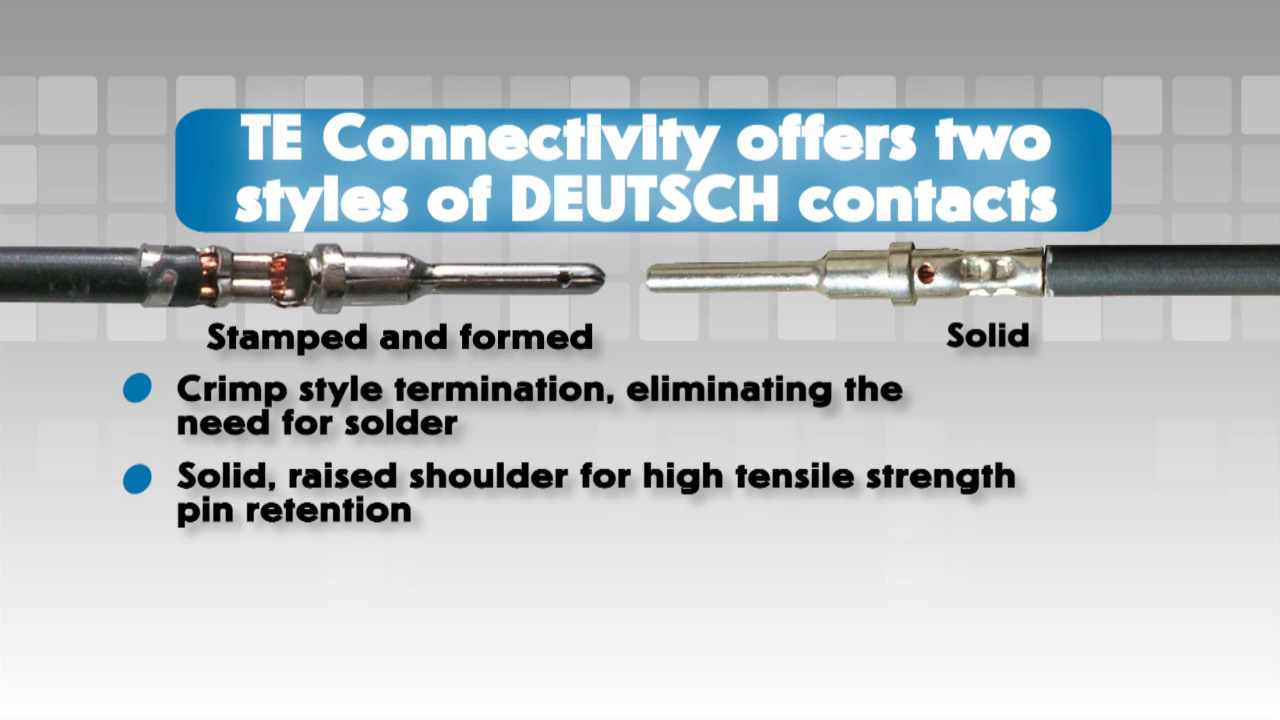 TE Connectivity offers two
styles of DEUTSCH contacts
Stamped and formed
Solid
Crimp style termination, eliminating the
need for solder
Solid, raised shoulder for high tensile strength
pin retention